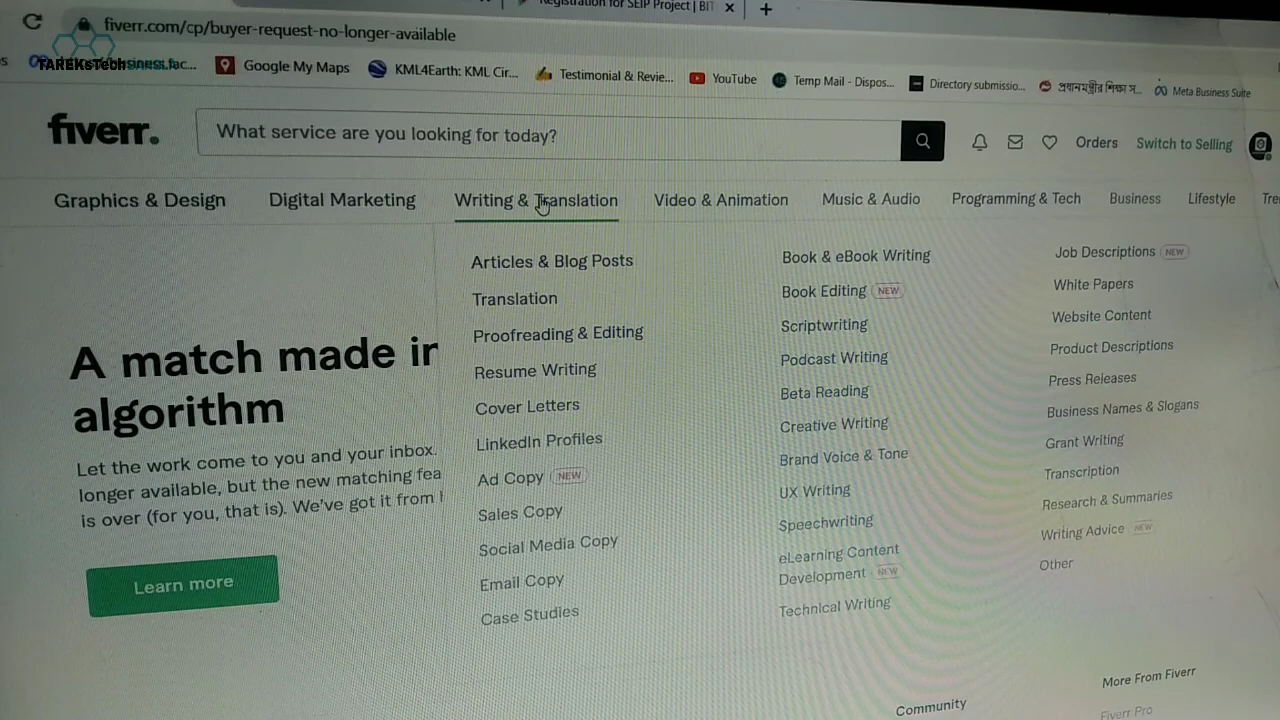 Registration for SEIP Project | BIT
fiverr.com/cp/buyer-request-no-longer-available
TAREKsTech
Google My Maps
KML4Earth: KML Cir...
Testimonial & Revie...
YouTube
Temp Mail - Dispos...
Directory submissio...
প্রধানমন্ত্রীর শিক্ষা স...
Meta Business Suite
fiverr.
What service are you looking for today?
Orders
Switch to Selling
Graphics & Design
Digital Marketing
Writing & Translation
Video & Animation
Music & Audio
Programming & Tech
Business
Lifestyle
Articles & Blog Posts
Translation
Proofreading & Editing
Resume Writing
Cover Letters
LinkedIn Profiles
Ad Copy NEW
Sales Copy
Social Media Copy
Email Copy
Case Studies
Book & eBook Writing
Book Editing NEW
Scriptwriting
Podcast Writing
Beta Reading
Creative Writing
Brand Voice & Tone
UX Writing
Speechwriting
eLearning Content
Development NEW
Technical Writing
Job Descriptions NEW
White Papers
Website Content
Product Descriptions
Press Releases
Business Names & Slogans
Grant Writing
Transcription
Research & Summaries
Writing Advice NEW
Other
A match made in
algorithm
Let the work come to you and your inbox.
longer available, but the new matching fea
is over (for you, that is). We've got it from
Learn more
Community
More From Fiverr
Fiverr Pro